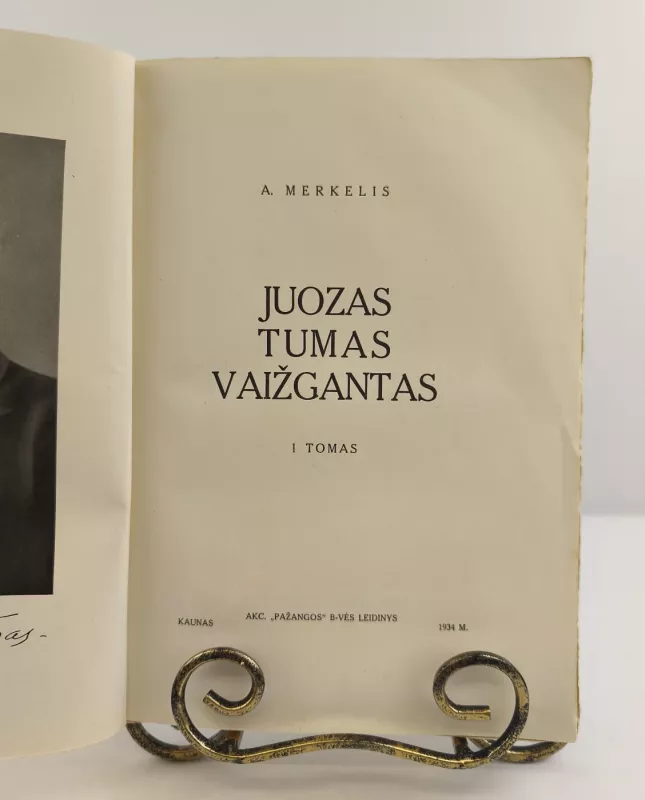 A. MERKELIS
JUOZAS
TUMAS
VAIŽGANTAS
I TOMAS
KAUNAS AKC. „PAŽANGOS" B-VĖS LEIDINYS 1934 M.